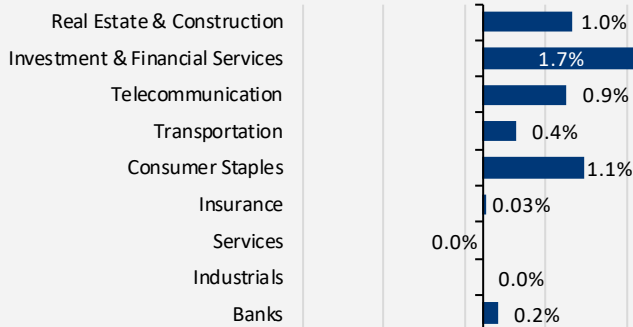 Real Estate & Construction 1.0%
Investment & Financial Services 1.7%
Telecommunication 0.9%
Transportation 0.4%
Consumer Staples 1.1%
Insurance 0.03%
Services 0.0%
Industrials 0.0%
Banks 0.2%